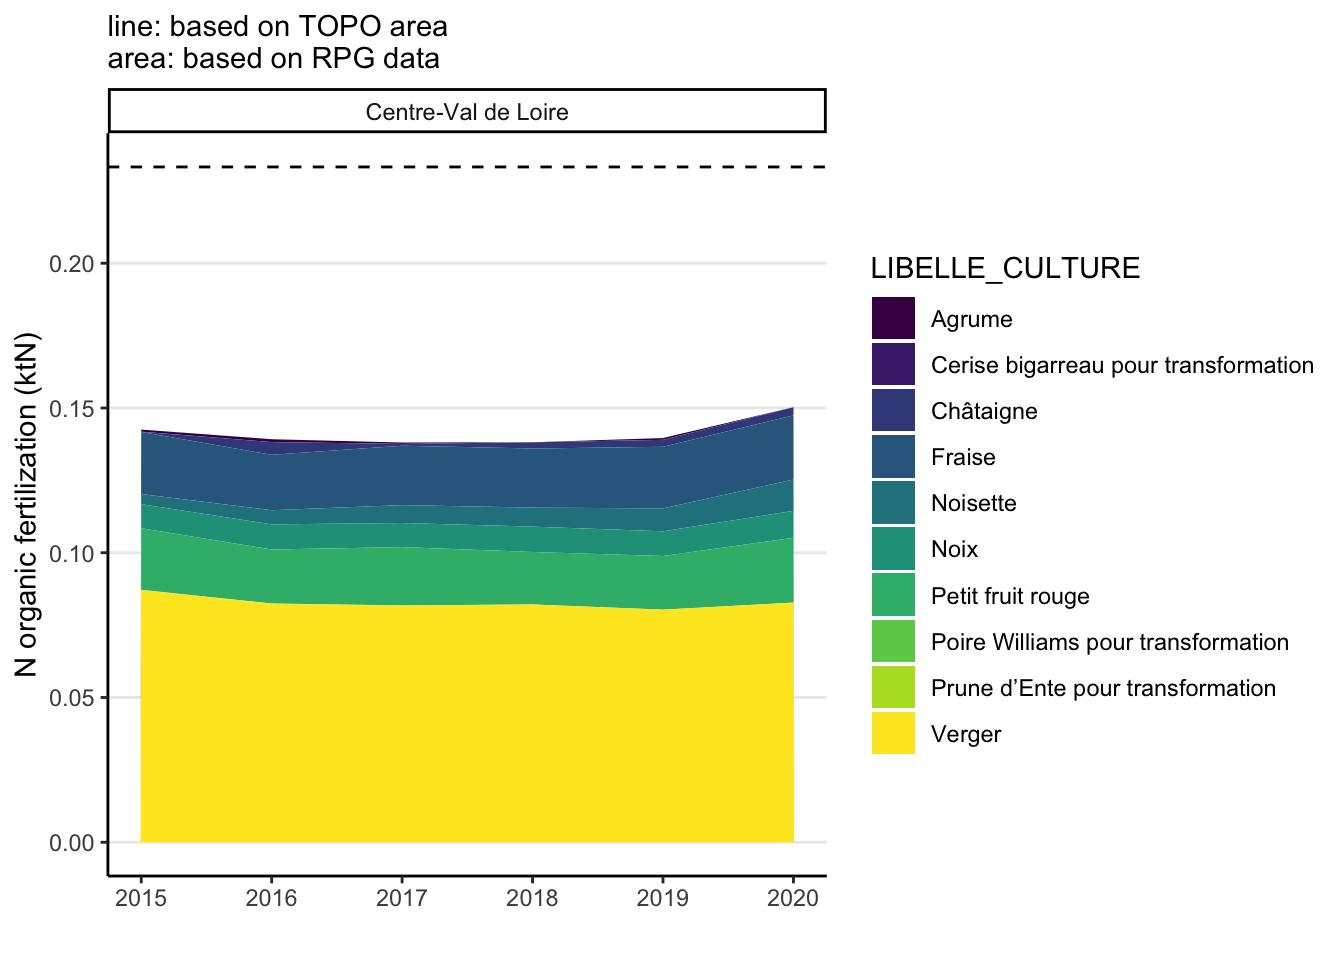 line: based on TOPO area
area: based on RPG data
Centre-Val de Loire
N organic fertilization (ktN)
0.20
0.15
0.10
0.05
0.00
2015 2016 2017 2018 2019 2020
LIBELLE_CULTURE
Agrume
Cerise bigarreau pour transformation
Châtaigne
Fraise
Noisette
Noix
Petit fruit rouge
Poire Williams pour transformation
Prune d’Ente pour transformation
Verger